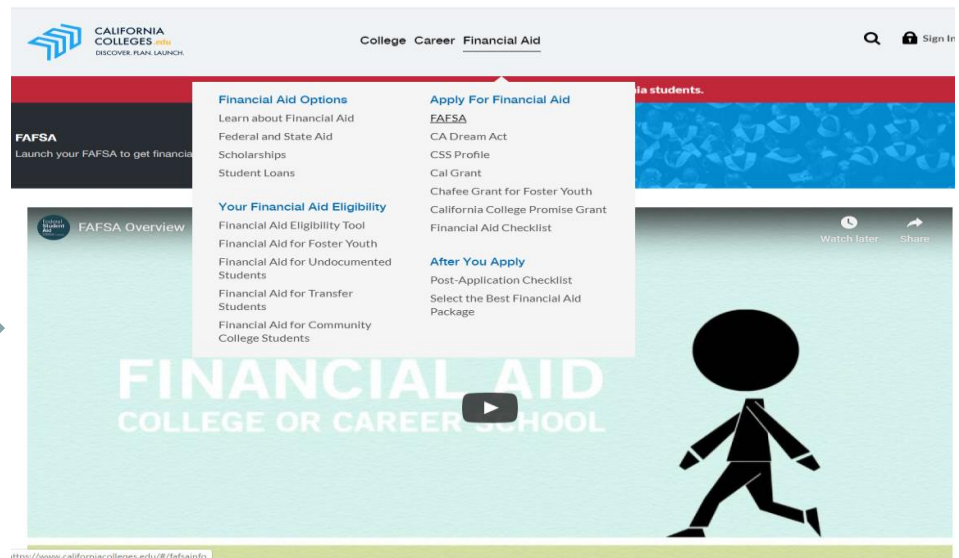 CALIFORNIA
COLLEGES .edu
DISCOVER. PLAN. LAUNCH.
College Career Financial Aid
Sign In
ia students.
FAFSA
Launch your FAFSA to get financia
Financial Aid Options
Learn about Financial Aid
Federal and State Aid
Scholarships
Student Loans
Your Financial Aid Eligibility
Financial Aid Eligibility Tool
Financial Aid for Foster Youth
Financial Aid for Undocumented
Students
Financial Aid for Transfer
Students
Financial Aid for Community
College Students
Apply For Financial Aid
FAFSA
CA Dream Act
CSS Profile
Cal Grant
Chafee Grant for Foster Youth
California College Promise Grant
Financial Aid Checklist
After You Apply
Post-Application Checklist
Select the Best Financial Aid
Package
Federal
Student
Aid
FAFSA Overview
Watch later
Share
FINANCIAL AID
COLLEGE OR CAREER SCHOOL
ttps://www.californiacolleges.edu/#/fafsainfo